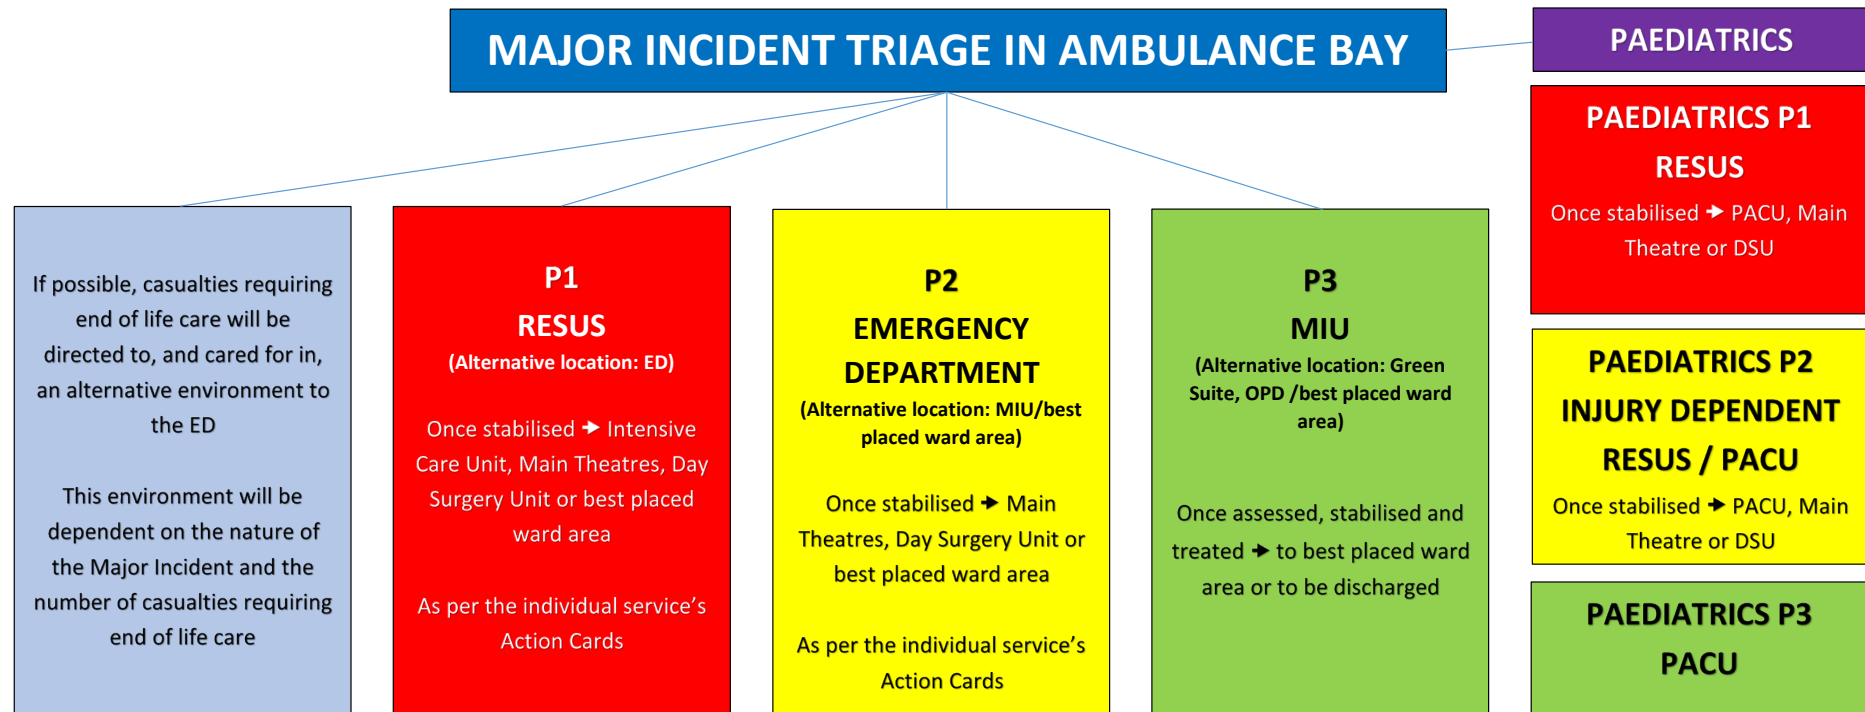 MAJOR INCIDENT TRIAGE IN AMBULANCE BAY
If possible, casualties requiring
end of life care will be
directed to, and cared for in,
an alternative environment to
the ED
This environment will be
dependent on the nature of
the Major Incident and the
number of casualties requiring
end of life care
P1
RESUS
(Alternative location: ED)
Once stabilised ➔ Intensive
Care Unit, Main Theatres, Day
Surgery Unit or best placed
ward area
As per the individual service’s
Action Cards
P2
EMERGENCY
DEPARTMENT
(Alternative location: MIU/best
placed ward area)
Once stabilised ➔ Main
Theatres, Day Surgery Unit or
best placed ward area
As per the individual service’s
Action Cards
P3
MIU
(Alternative location: Green
Suite, OPD /best placed ward
area)
Once assessed, stabilised and
treated ➔ to best placed ward
area or to be discharged
PAEDIATRICS
PAEDIATRICS P1
RESUS
Once stabilised ➔ PACU, Main
Theatre or DSU
PAEDIATRICS P2
INJURY DEPENDENT
RESUS / PACU
Once stabilised ➔ PACU, Main
Theatre or DSU
PAEDIATRICS P3
PACU